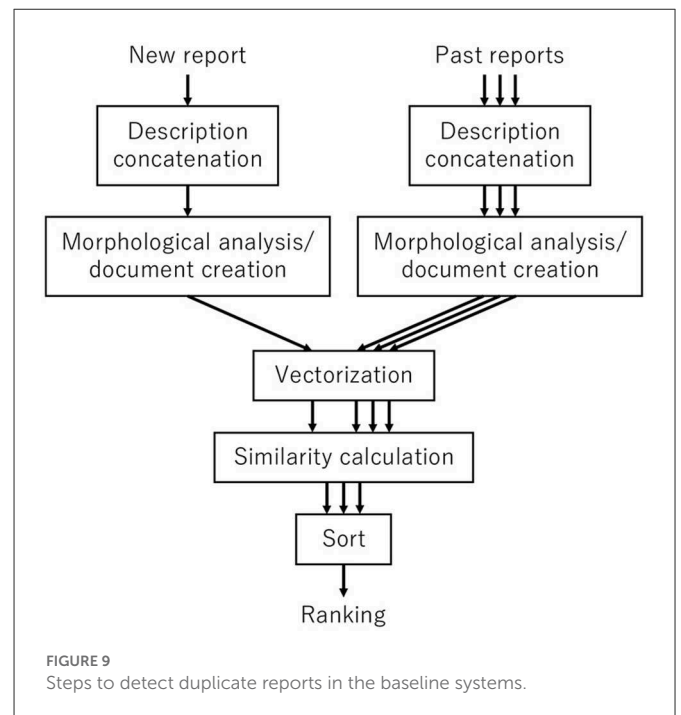 New report
Past reports
Description
concatenation
Description
concatenation
Morphological analysis/
document creation
Morphological analysis/
document creation
Vectorization
Similarity calculation
Sort
Ranking
FIGURE 9
Steps to detect duplicate reports in the baseline systems.